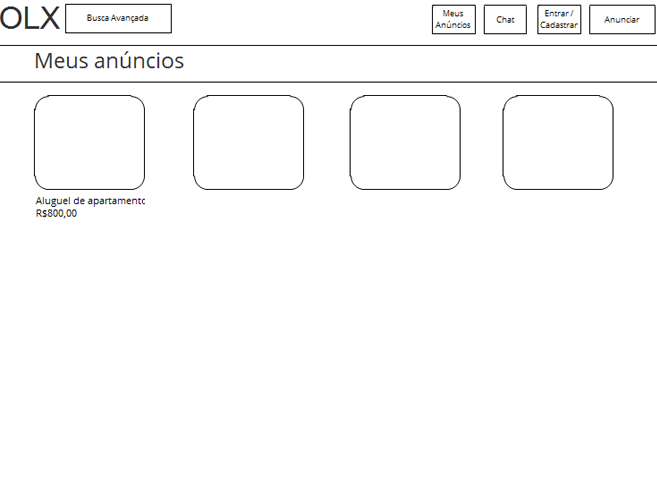 OLX
Busca Avançada
Meus
Anúncios
Chat
Entrar /
Cadastrar
Anunciar
Meus anúncios
Aluguel de apartamento
R$800,00